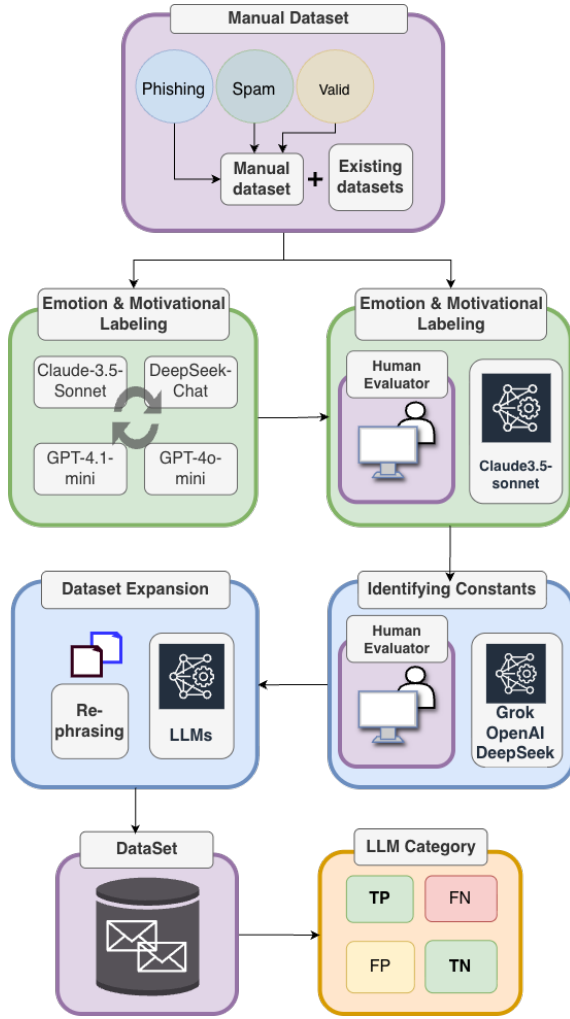 Manual Dataset
Phishing
Spam
Valid
Manual
dataset
+
Existing
datasets
Emotion & Motivational
Labeling
Claude-3.5-
Sonnet
DeepSeek-
Chat
GPT-4.1-
mini
GPT-4o-
mini
Emotion & Motivational
Labeling
Human
Evaluator
Claude3.5-
sonnet
Dataset Expansion
Re-
phrasing
LLMs
Identifying Constants
Human
Evaluator
Grok
OpenAI
DeepSeek
DataSet
LLM Category
TP
FN
FP
TN